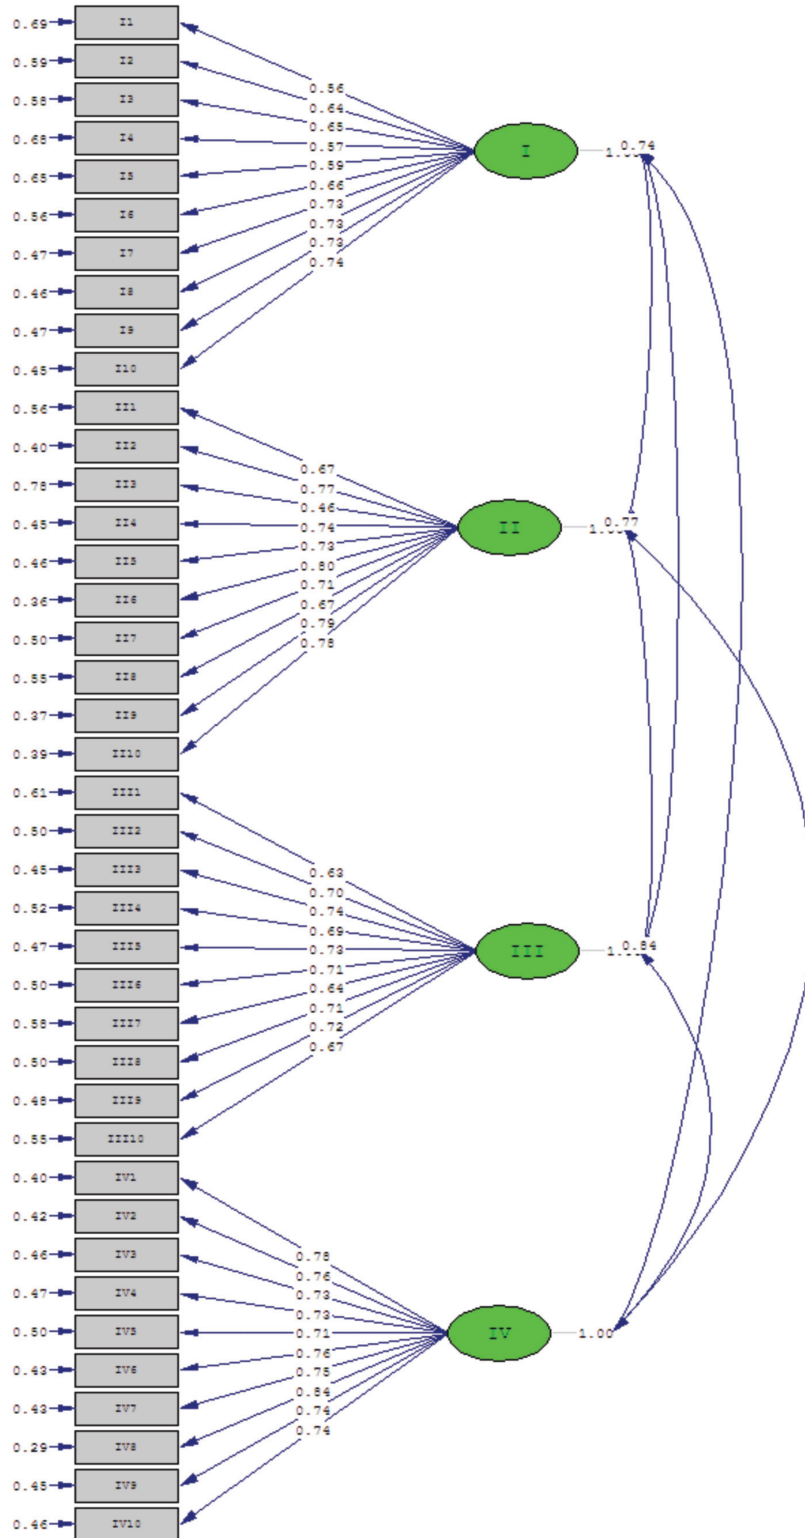 0.69 I1
0.59 I2
0.58 I3
0.68 I4
0.65 I5
0.56 I6
0.47 I7
0.46 I8
0.47 I9
0.45 I10
0.56
0.64
0.65
0.57
0.59
0.66
0.73
0.73
0.73
0.74
I
0.74
0.56 II1
0.40 II2
0.78 II3
0.45 II4
0.46 II5
0.36 II6
0.50 II7
0.55 II8
0.37 II9
0.39 II10
0.67
0.77
0.46
0.74
0.73
0.80
0.71
0.67
0.79
0.78
II
0.77
0.61 III1
0.50 III2
0.45 III3
0.52 III4
0.47 III5
0.50 III6
0.58 III7
0.50 III8
0.48 III9
0.55 III10
0.63
0.70
0.74
0.69
0.73
0.71
0.64
0.71
0.72
0.67
III
0.84
0.40 IV1
0.42 IV2
0.46 IV3
0.47 IV4
0.50 IV5
0.43 IV6
0.43 IV7
0.29 IV8
0.45 IV9
0.46 IV10
0.78
0.76
0.73
0.73
0.71
0.76
0.75
0.84
0.74
0.74
IV
1.00